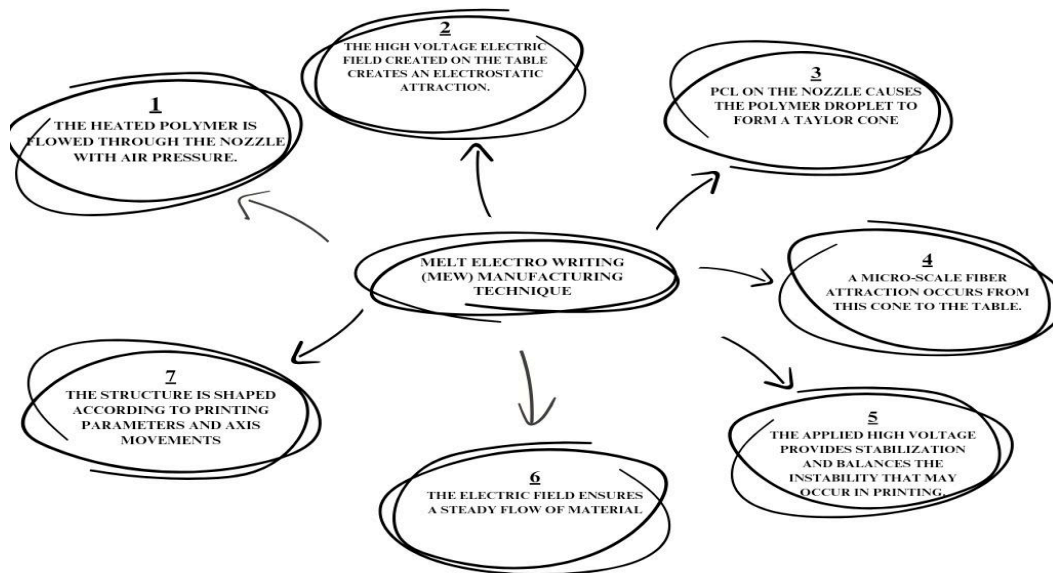 1
THE HEATED POLYMER IS
FLOWED THROUGH THE NOZZLE
WITH AIR PRESSURE.
2
THE HIGH VOLTAGE ELECTRIC
FIELD CREATED ON THE TABLE
CREATES AN ELECTROSTATIC
ATTRACTION.
3
PCL ON THE NOZZLE CAUSES
THE POLYMER DROPLET TO
FORM A TAYLOR CONE
MELT ELECTRO WRITING
(MEW) MANUFACTURING
TECHNIQUE
4
A MICRO-SCALE FIBER
ATTRACTION OCCURS FROM
THIS CONE TO THE TABLE.
5
THE APPLIED HIGH VOLTAGE
PROVIDES STABILIZATION
AND BALANCES THE
INSTABILITY THAT MAY
OCCUR IN PRINTING.
6
THE ELECTRIC FIELD ENSURES
A STEADY FLOW OF MATERIAL
7
THE STRUCTURE IS SHAPED
ACCORDING TO PRINTING
PARAMETERS AND AXIS
MOVEMENTS